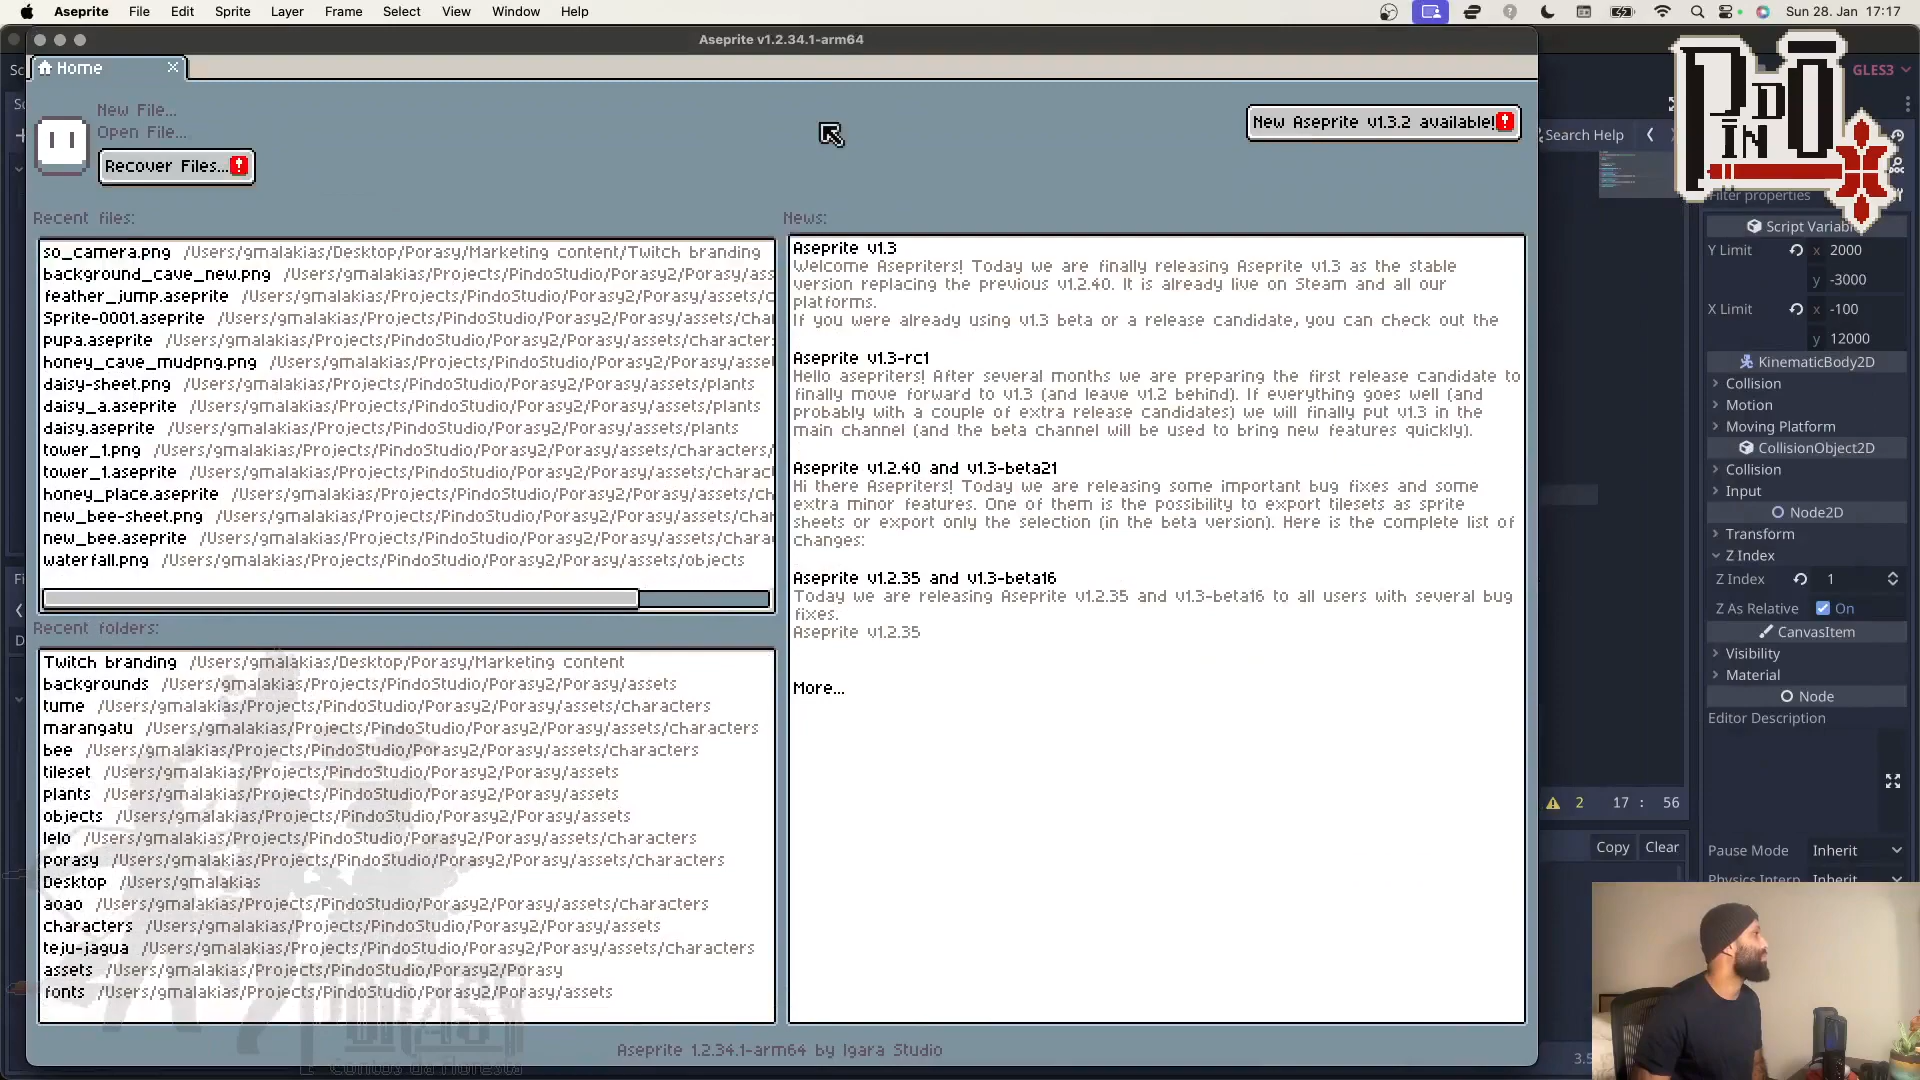 Aseprite File Edit Sprite Layer Frame Select View Window Help
Sun 28. Jan 17:17
Aseprite v1.2.34.1-arm64
Home
New File...
Open File...
Recover Files...
New Aseprite v1.3.2 available!
PINDO
GLES3
Search Help
Filter properties
Recent files:
so_camera.png /Users/gmalakias/Desktop/Porasy/Marketing content/Twitch branding
background_cave_new.png /Users/gmalakias/Projects/PindoStudio/Porasy2/Porasy/ass
feather_jump.aseprite /Users/gmalakias/Projects/PindoStudio/Porasy2/Porasy/assets/c
Sprite-0001.aseprite /Users/gmalakias/Projects/PindoStudio/Porasy2/Porasy/assets/cha
pupa.aseprite /Users/gmalakias/Projects/PindoStudio/Porasy2/Porasy/assets/character
honey_cave_mudpng.png /Users/gmalakias/Projects/PindoStudio/Porasy2/Porasy/asset
daisy-sheet.png /Users/gmalakias/Projects/PindoStudio/Porasy2/Porasy/assets/plants
daisy_a.aseprite /Users/gmalakias/Projects/PindoStudio/Porasy2/Porasy/assets/plants
daisy.aseprite /Users/gmalakias/Projects/PindoStudio/Porasy2/Porasy/assets/plants
tower_1.png /Users/gmalakias/Projects/PindoStudio/Porasy2/Porasy/assets/characters/
tower_1.aseprite /Users/gmalakias/Projects/PindoStudio/Porasy2/Porasy/assets/charact
honey_place.aseprite /Users/gmalakias/Projects/PindoStudio/Porasy2/Porasy/assets/ch
new_bee-sheet.png /Users/gmalakias/Projects/PindoStudio/Porasy2/Porasy/assets/char
new_bee.aseprite /Users/gmalakias/Projects/PindoStudio/Porasy2/Porasy/assets/charac
waterfall.png /Users/gmalakias/Projects/PindoStudio/Porasy2/Porasy/assets/objects
Recent folders:
Twitch branding /Users/gmalakias/Desktop/Porasy/Marketing content
backgrounds /Users/gmalakias/Projects/PindoStudio/Porasy2/Porasy/assets
tume /Users/gmalakias/Projects/PindoStudio/Porasy2/Porasy/assets/characters
marangatu /Users/gmalakias/Projects/PindoStudio/Porasy2/Porasy/assets/characters
bee /Users/gmalakias/Projects/PindoStudio/Porasy2/Porasy/assets/characters
tileset /Users/gmalakias/Projects/PindoStudio/Porasy2/Porasy/assets
plants /Users/gmalakias/Projects/PindoStudio/Porasy2/Porasy/assets
objects /Users/gmalakias/Projects/PindoStudio/Porasy2/Porasy/assets
lelo /Users/gmalakias/Projects/PindoStudio/Porasy2/Porasy/assets/characters
porasy /Users/gmalakias/Projects/PindoStudio/Porasy2/Porasy/assets/characters
Desktop /Users/gmalakias
aoao /Users/gmalakias/Projects/PindoStudio/Porasy2/Porasy/assets/characters
characters /Users/gmalakias/Projects/PindoStudio/Porasy2/Porasy/assets
teju-jagua /Users/gmalakias/Projects/PindoStudio/Porasy2/Porasy/assets/characters
assets /Users/gmalakias/Projects/PindoStudio/Porasy2/Porasy
fonts /Users/gmalakias/Projects/PindoStudio/Porasy2/Porasy/assets
News:
Aseprite v1.3
Welcome Asepriters! Today we are finally releasing Aseprite v1.3 as the stable
version replacing the previous v1.2.40. It is already live on Steam and all our
platforms.
If you were already using v1.3 beta or a release candidate, you can check out the
Aseprite v1.3-rc1
Hello asepriters! After several months we are preparing the first release candidate to
finally move forward to v1.3 (and leave v1.2 behind). If everything goes well (and
probably with a couple of extra release candidates) we will finally put v1.3 in the
main channel (and the beta channel will be used to bring new features quickly).
Aseprite v1.2.40 and v1.3-beta21
Hi there Asepriters! Today we are releasing some important bug fixes and some
extra minor features. One of them is the possibility to export tilesets as sprite
sheets or export only the selection (in the beta version). Here is the complete list of
changes:
Aseprite v1.2.35 and v1.3-beta16
Today we are releasing Aseprite v1.2.35 and v1.3-beta16 to all users with several bug
fixes.
Aseprite v1.2.35
More...
Aseprite 1.2.34.1-arm64 by Igara Studio
Contos da floresta
Script Variabl
Y Limit x 2000
y -3000
X Limit x -100
y 12000
KinematicBody2D
Collision
Motion
Moving Platform
CollisionObject2D
Collision
Input
Node2D
Transform
Z Index
Z Index 1
Z As Relative On
CanvasItem
Visibility
Material
Node
Editor Description
2 17 : 56
Copy Clear
Pause Mode Inherit
Physics Interp Inherit
3.5